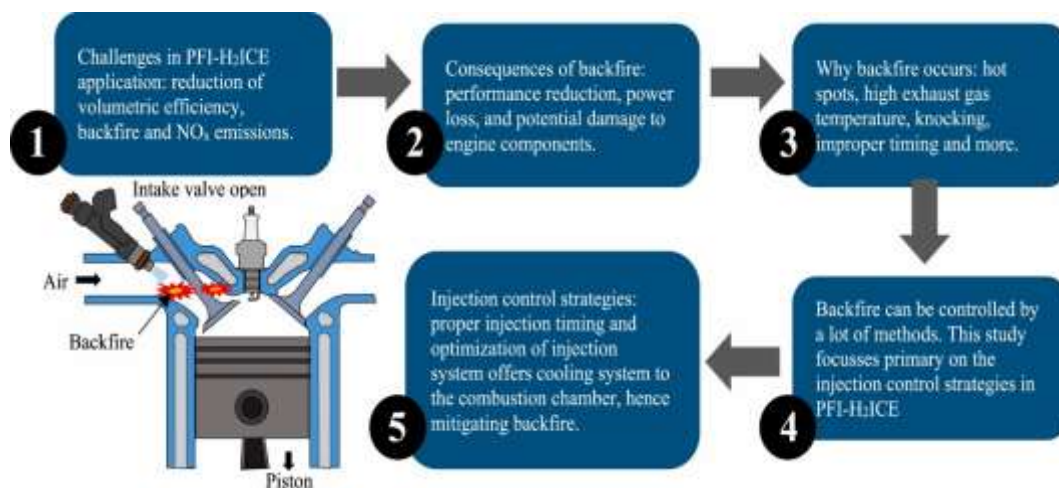 Challenges in PFI-H₂ICE
application: reduction of
volumetric efficiency,
backfire and NOₓ emissions.
1
Consequences of backfire:
performance reduction, power
loss, and potential damage to
engine components.
2
Why backfire occurs: hot
spots, high exhaust gas
temperature, knocking,
improper timing and more.
3
Backfire can be controlled by
a lot of methods. This study
focusses primary on the
injection control strategies in
PFI-H₂ICE
4
Injection control strategies:
proper injection timing and
optimization of injection
system offers cooling system to
the combustion chamber, hence
mitigating backfire.
5
Intake valve open
Air
Backfire
Piston